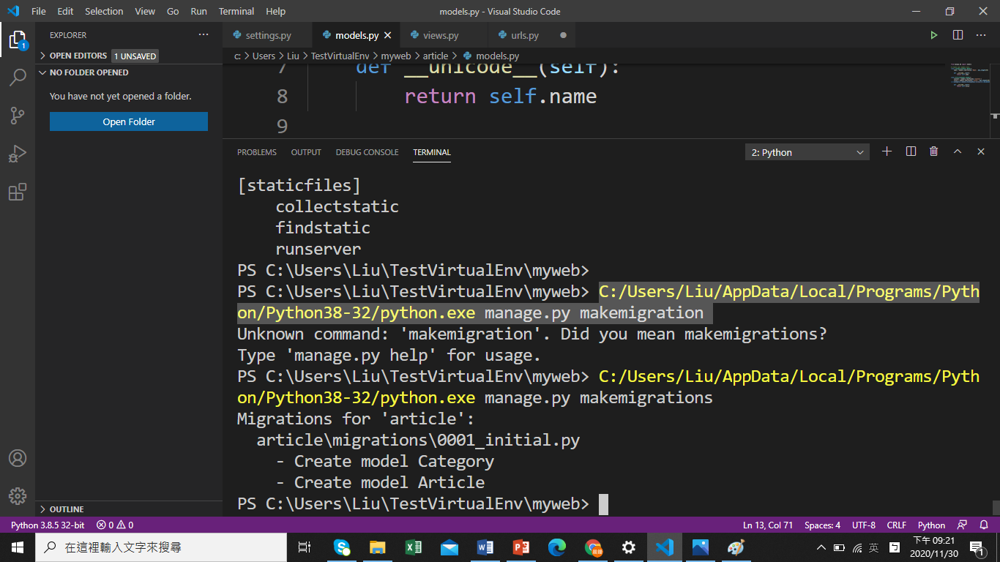 File Edit Selection View Go Run Terminal Help models.py - Visual Studio Code
EXPLORER
settings.py models.py views.py urls.py
OPEN EDITORS 1 UNSAVED
c: > Users > Liu > TestVirtualEnv > myweb > article > models.py
NO FOLDER OPENED
You have not yet opened a folder.
Open Folder
1
7 def __unicode__(self):
8 return self.name
9
PROBLEMS OUTPUT DEBUG CONSOLE TERMINAL 2: Python
[staticfiles]
collectstatic
findstatic
runserver
PS C:\Users\Liu\TestVirtualEnv\myweb>
PS C:\Users\Liu\TestVirtualEnv\myweb> C:/Users/Liu/AppData/Local/Programs/Pyth
on/Python38-32/python.exe manage.py makemigration
Unknown command: 'makemigration'. Did you mean makemigrations?
Type 'manage.py help' for usage.
PS C:\Users\Liu\TestVirtualEnv\myweb> C:/Users/Liu/AppData/Local/Programs/Pyth
on/Python38-32/python.exe manage.py makemigrations
Migrations for 'article':
article\migrations\0001_initial.py
- Create model Category
- Create model Article
PS C:\Users\Liu\TestVirtualEnv\myweb>
OUTLINE
Python 3.8.5 32-bit 0 0 Ln 13, Col 71 Spaces: 4 UTF-8 CRLF Python
在這裡輸入文字來搜尋
英
下午 09:21
2020/11/30
1